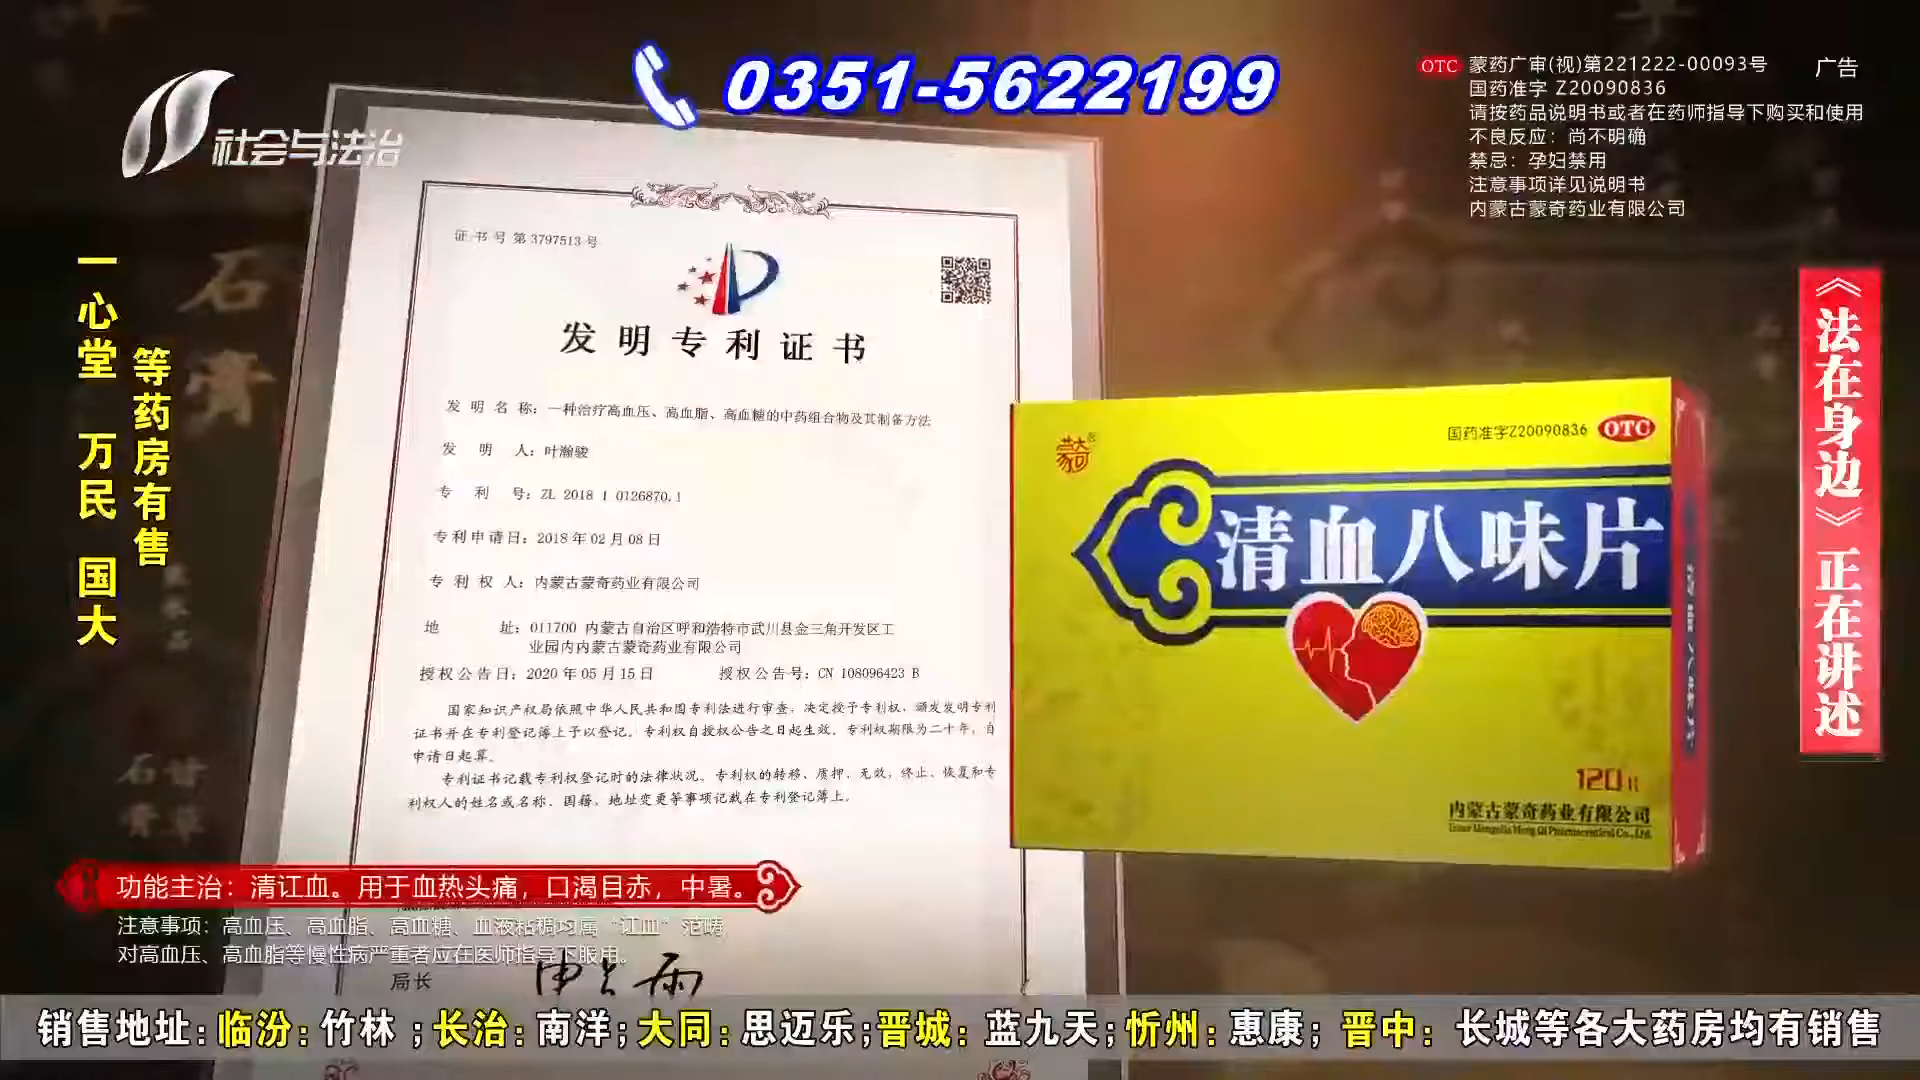 0351-5622199
社会与法治
OTC 蒙药广审(视)第221222-00093号
广告
国药准字 Z20090836
请按药品说明书或者在药师指导下购买和使用
不良反应：尚不明确
禁忌：孕妇禁用
注意事项详见说明书
内蒙古蒙奇药业有限公司
一心堂 万民 国大
等药房有售
石膏
证书号第3797513号
发明专利证书
发明名称：一种治疗高血压、高血脂、高血糖的中药组合物及其制备方法
发明人：叶瀚骏
专利号：ZL 2018 1 0126870.1
专利申请日：2018年02月08日
专利权人：内蒙古蒙奇药业有限公司
地址：011700 内蒙古自治区呼和浩特市武川县金三角开发区工
业园内内蒙古蒙奇药业有限公司
授权公告日：2020年05月15日 授权公告号：CN 108096423 B
国家知识产权局依照中华人民共和国专利法进行审查，决定授予专利权，颁发发明专利
证书并在专利登记簿上予以登记。专利权自授权公告之日起生效。专利权期限为二十年，自
申请日起算。
专利证书记载专利权登记时的法律状况。专利权的转移、质押、无效、终止、恢复和专
利权人的姓名或名称、国籍、地址变更等事项记载在专利登记簿上。
局长
国药准字Z20090836 OTC
清血八味片
120片
内蒙古蒙奇药业有限公司
Inner Mongolia Meng Qi Pharmaceutical Co., Ltd.
《法在身边》正在讲述
石膏
甘草
功能主治：清讧血。用于血热头痛，口渴目赤，中暑。
注意事项：高血压、高血脂、高血糖、血液粘稠均属“讧血”范畴，
对高血压、高血脂等慢性病严重者应在医师指导下服用。
销售地址：临汾：竹林；长治：南洋；大同：思迈乐；晋城：蓝九天；忻州：惠康；晋中：长城等各大药房均有销售